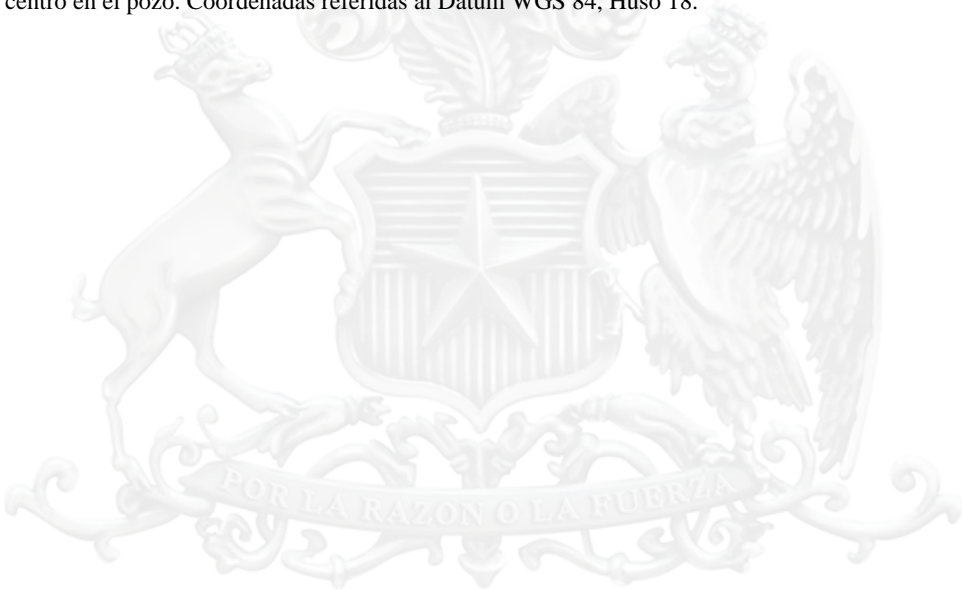 centro en el pozo. Coordenadas referidas al Datum WGS 84, Huso 18.
POR LA RAZON O LA FUERZA